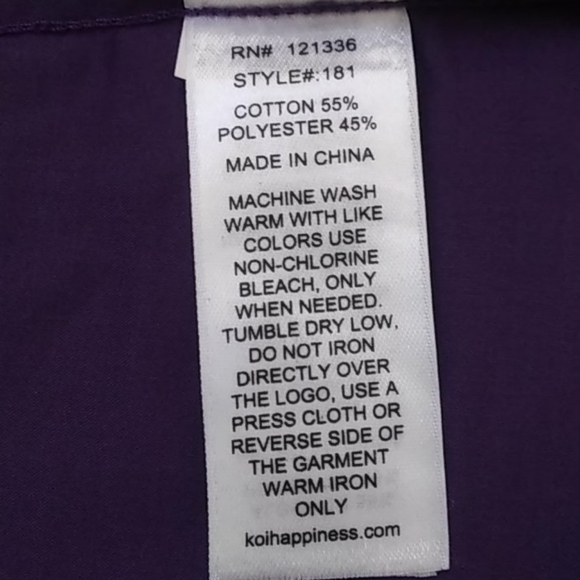 RN# 121336
STYLE#:181
COTTON 55%
POLYESTER 45%
MADE IN CHINA
MACHINE WASH
WARM WITH LIKE
COLORS USE
NON-CHLORINE
BLEACH, ONLY
WHEN NEEDED.
TUMBLE DRY LOW,
DO NOT IRON
DIRECTLY OVER
THE LOGO, USE A
PRESS CLOTH OR
REVERSE SIDE OF
THE GARMENT
WARM IRON
ONLY
koihappiness.com